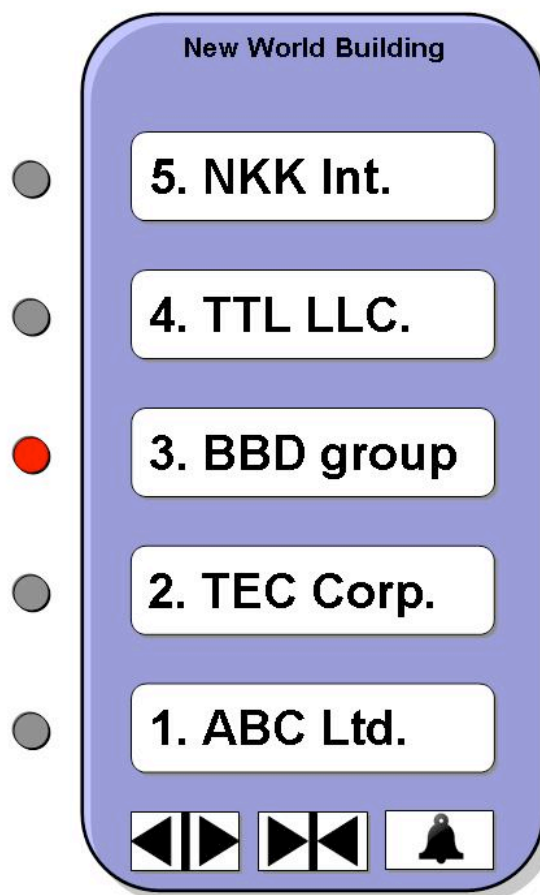 New World Building
5. NKK Int.
4. TTL LLC.
3. BBD group
2. TEC Corp.
1. ABC Ltd.